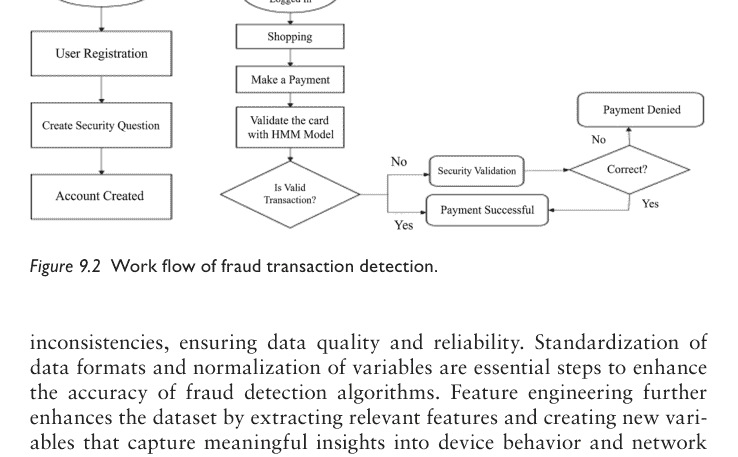 Logged in
User Registration
Create Security Question
Account Created
Shopping
Make a Payment
Validate the card
with HMM Model
Is Valid
Transaction?
No
Yes
Security Validation
Payment Successful
Correct?
No
Yes
Payment Denied
Figure 9.2 Work flow of fraud transaction detection.
inconsistencies, ensuring data quality and reliability. Standardization of
data formats and normalization of variables are essential steps to enhance
the accuracy of fraud detection algorithms. Feature engineering further
enhances the dataset by extracting relevant features and creating new vari-
ables that capture meaningful insights into device behavior and network